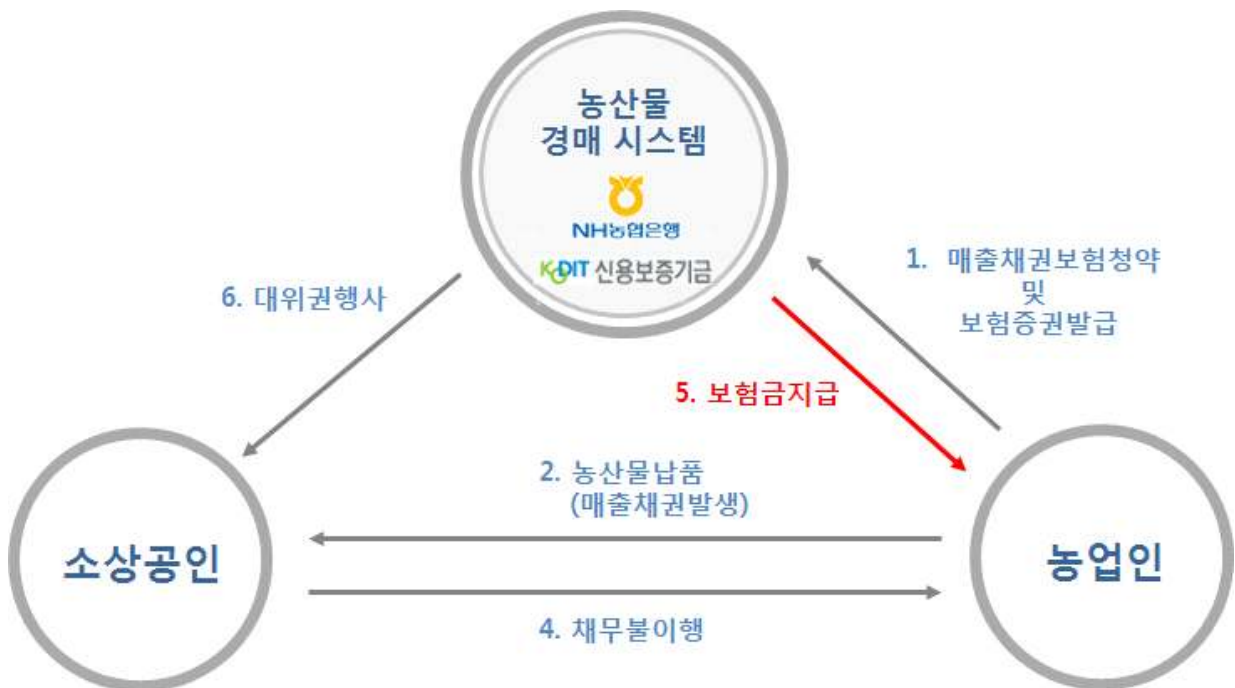 농산물
경매 시스템
NH농협은행
KODIT 신용보증기금
1. 매출채권보험청약
및
보험증권발급
6. 대위권행사
5. 보험금지급
2. 농산물납품
(매출채권발생)
소상공인
농업인
4. 채무불이행